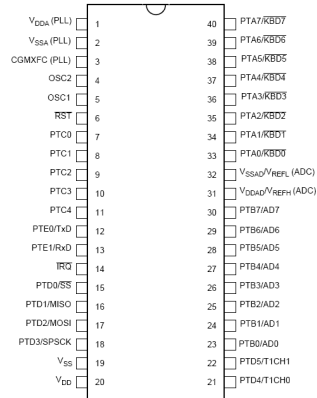 VDDA (PLL) 1 40 PTA7/KBD7
VSSA (PLL) 2 39 PTA6/KBD6
CGMXFC (PLL) 3 38 PTA5/KBD5
OSC2 4 37 PTA4/KBD4
OSC1 5 36 PTA3/KBD3
RST 6 35 PTA2/KBD2
PTC0 7 34 PTA1/KBD1
PTC1 8 33 PTA0/KBD0
PTC2 9 32 VSSAD/VREFL (ADC)
PTC3 10 31 VDDAD/VREFH (ADC)
PTC4 11 30 PTB7/AD7
PTE0/TxD 12 29 PTB6/AD6
PTE1/RxD 13 28 PTB5/AD5
IRQ 14 27 PTB4/AD4
PTD0/SS 15 26 PTB3/AD3
PTD1/MISO 16 25 PTB2/AD2
PTD2/MOSI 17 24 PTB1/AD1
PTD3/SPSCK 18 23 PTB0/AD0
VSS 19 22 PTD5/T1CH1
VDD 20 21 PTD4/T1CH0